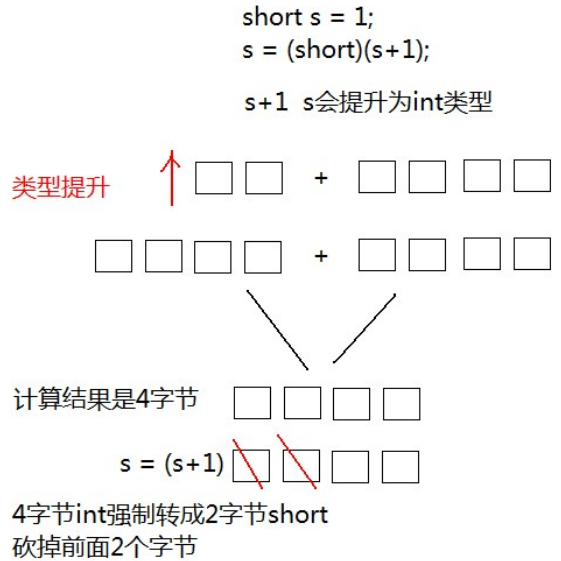 short s = 1;
s = (short)(s+1);
s+1 s会提升为int类型
类型提升
+
+
计算结果是4字节
s = (s+1)
4字节int强制转成2字节short
砍掉前面2个字节